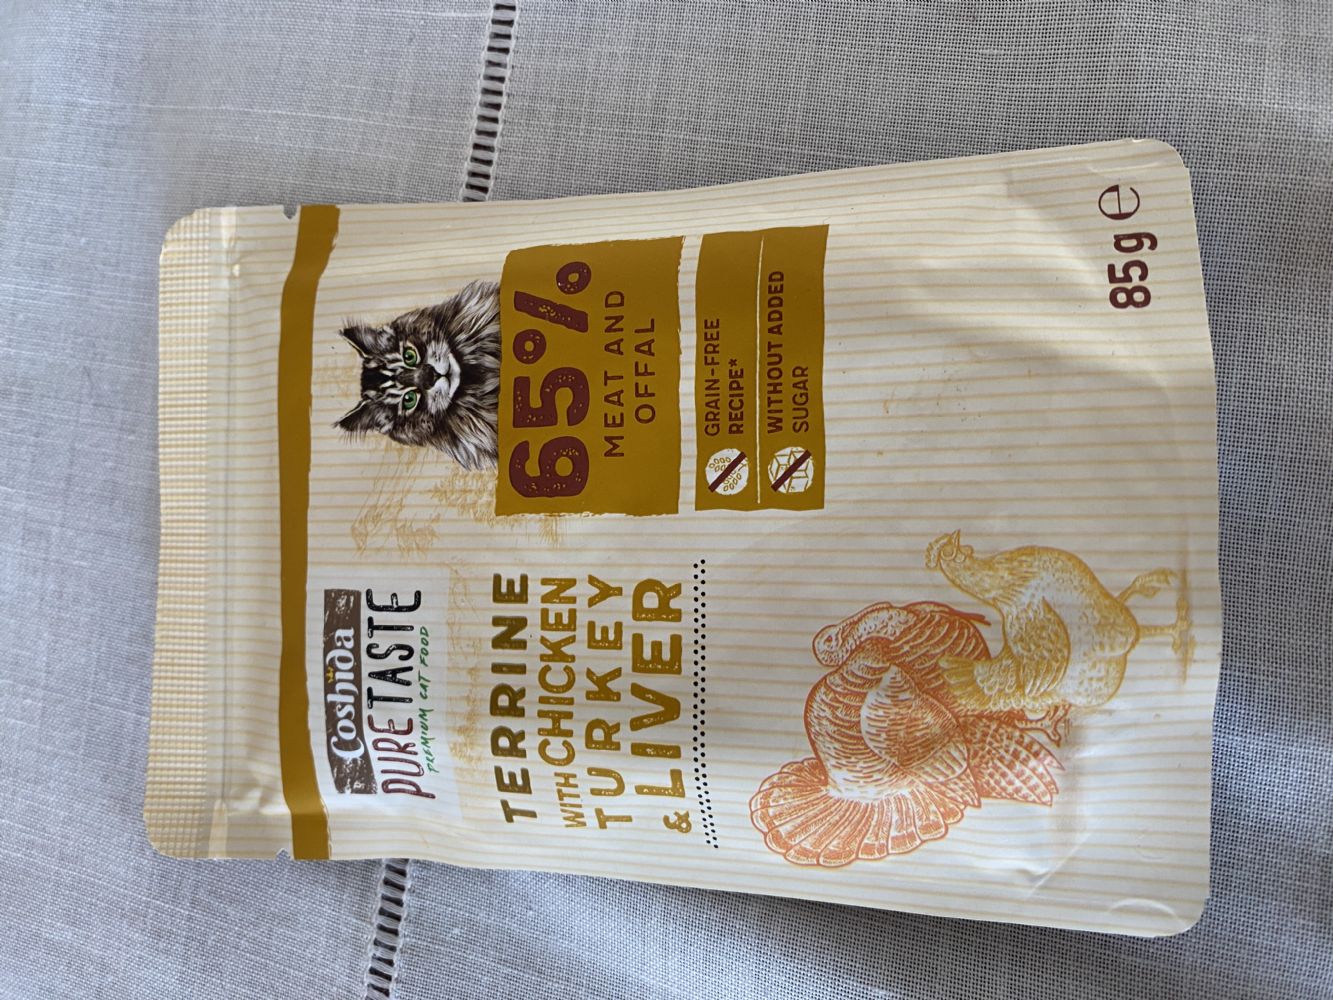 Coshida
PURE TASTE
PREMIUM CAT FOOD
TERRINE
WITH CHICKEN
TURKEY
& LIVER
65%
MEAT AND
OFFAL
GRAIN-FREE
RECIPE*
WITHOUT ADDED
SUGAR
85g e